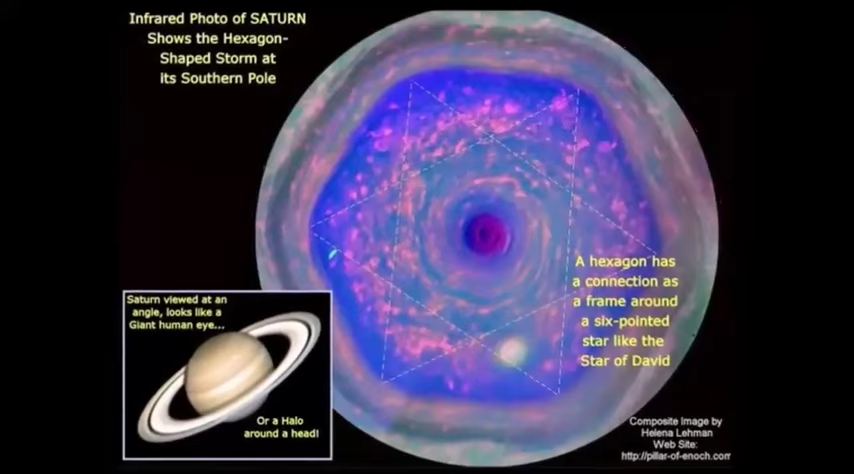 Infrared Photo of SATURN
Shows the Hexagon-
Shaped Storm at
its Southern Pole
A hexagon has
a connection as
a frame around
a six-pointed
star like the
Star of David
Saturn viewed at an
angle, looks like a
Giant human eye...
Or a Halo
around a head!
Composite Image by
Helena Lehman
Web Site:
http://pillar-of-enoch.com